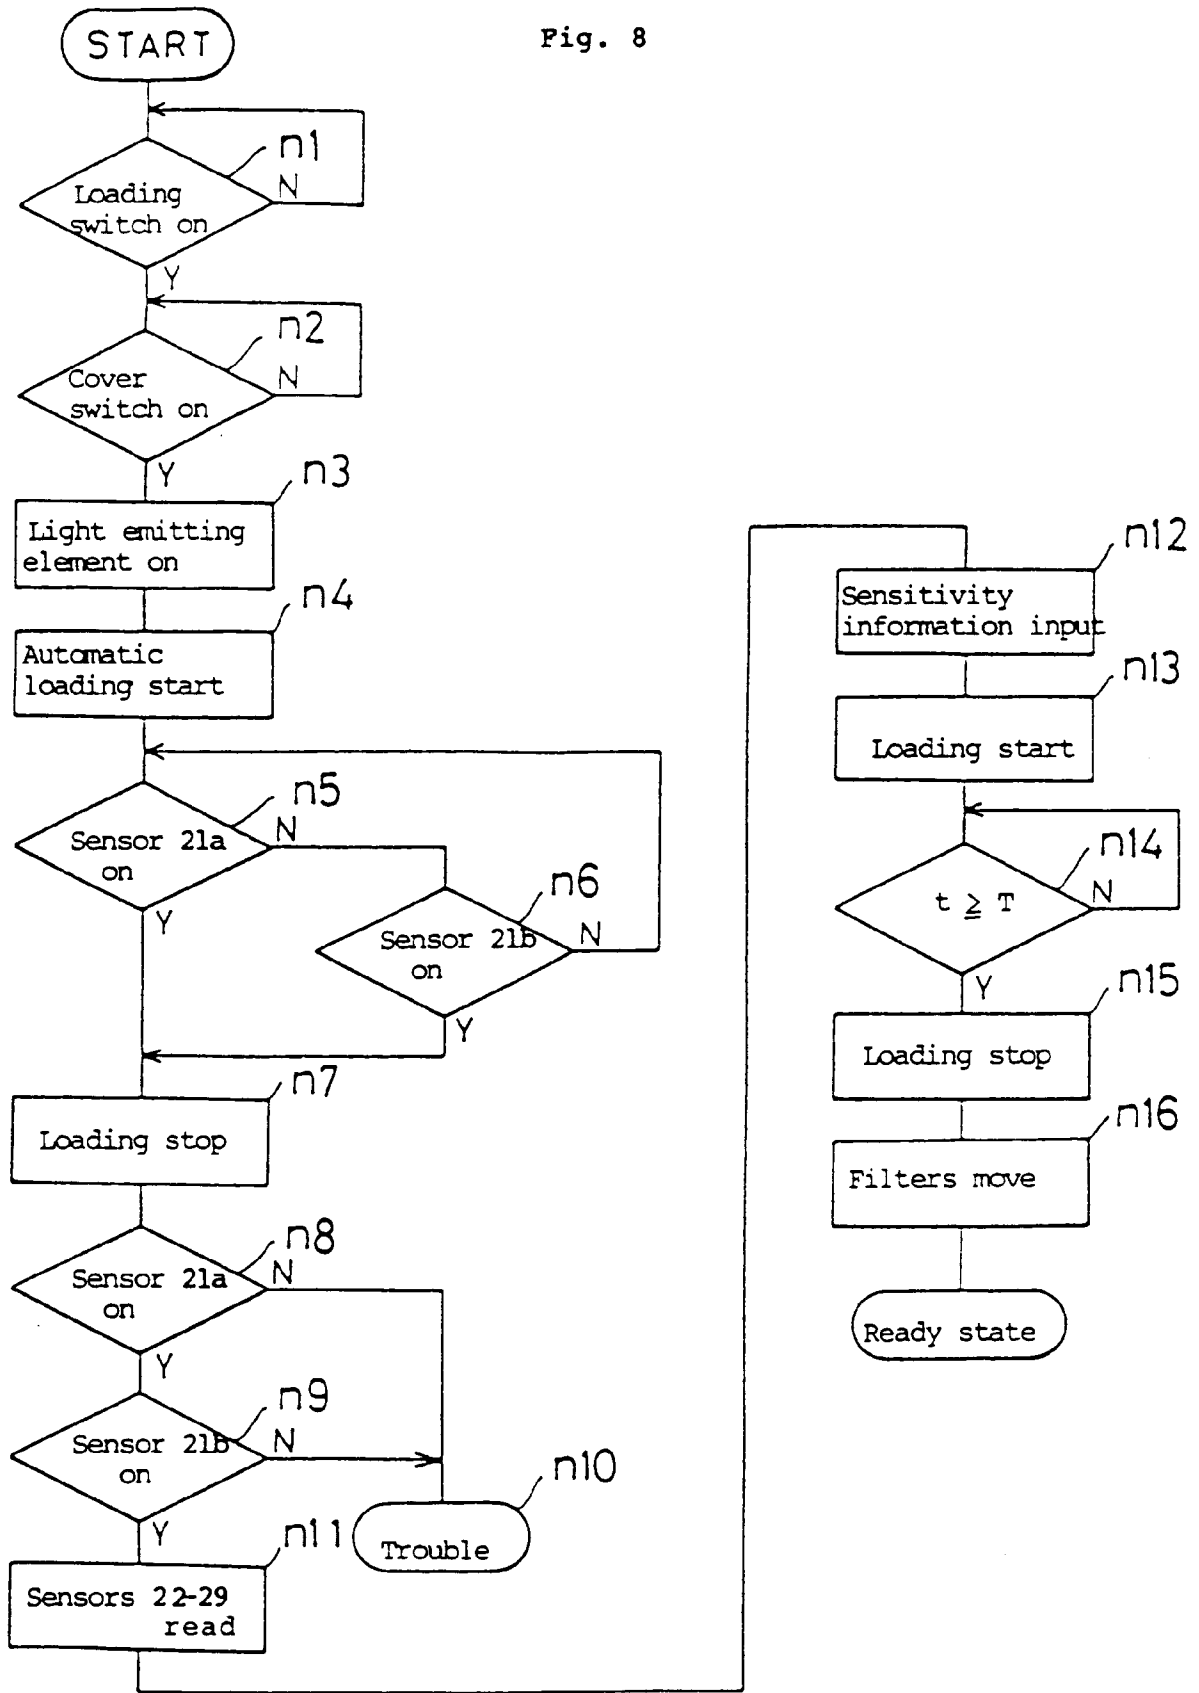 Fig. 8
START
n1
Loading
switch on
N
Y
n2
Cover
switch on
N
Y
n3
Light emitting
element on
n4
Automatic
loading start
n5
Sensor 21a
on
N
Y
n6
Sensor 21b
on
N
Y
n7
Loading stop
n8
Sensor 21a
on
N
Y
n9
Sensor 21b
on
N
Y
n10
Trouble
n11
Sensors 22-29
read
n12
Sensitivity
information input
n13
Loading start
n14
t ≧ T
N
Y
n15
Loading stop
n16
Filters move
Ready state